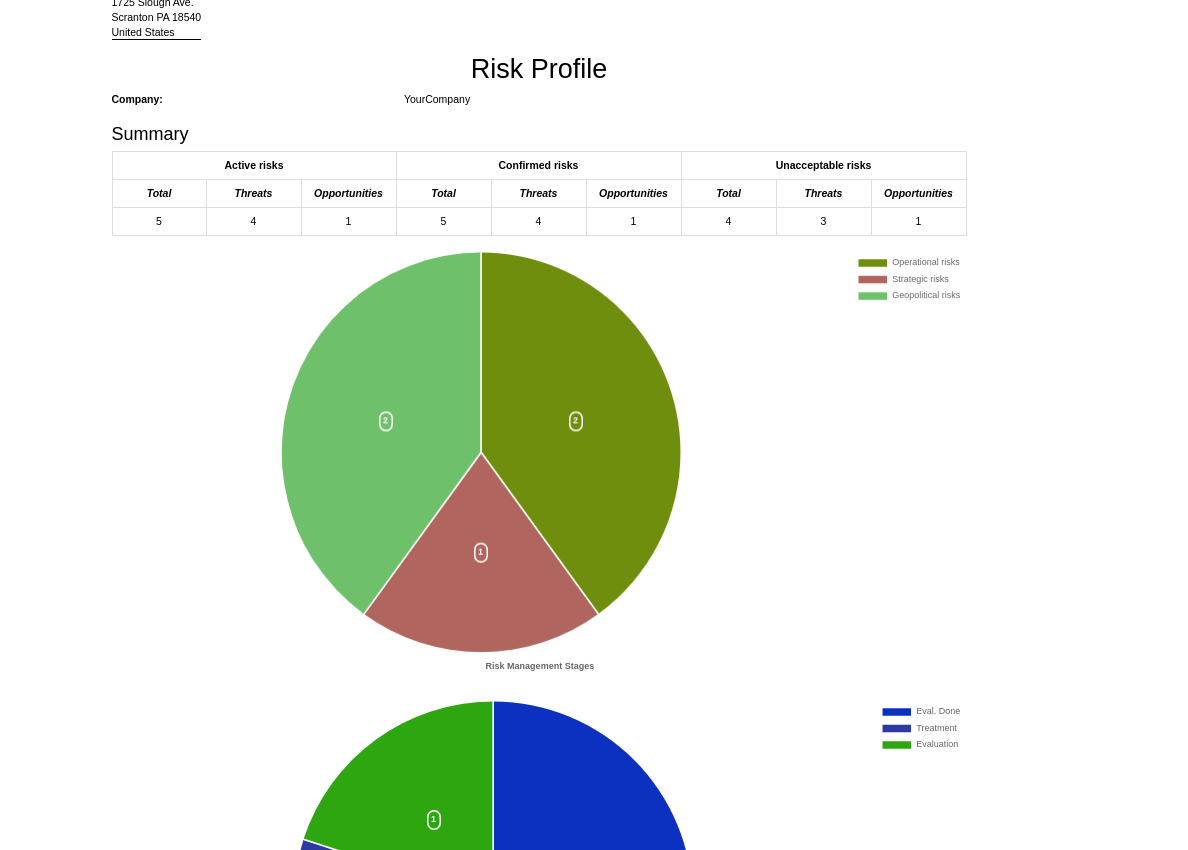 1725 Slough Ave.
Scranton PA 18540
United States
Risk Profile
Company: YourCompany
Summary
Active risks Confirmed risks Unacceptable risks
Total Threats Opportunities Total Threats Opportunities Total Threats Opportunities
5 4 1 5 4 1 4 3 1
Operational risks
Strategic risks
Geopolitical risks
2 2
1
Risk Management Stages
Eval. Done
Treatment
Evaluation
1